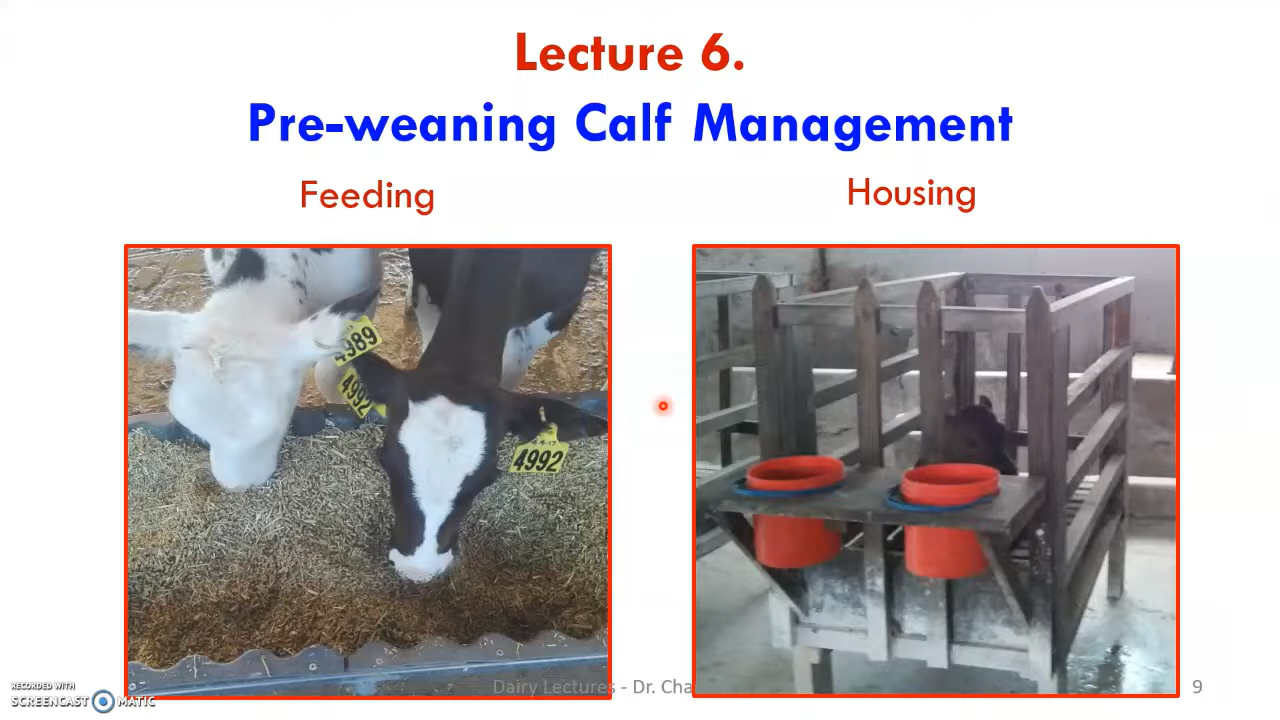 Lecture 6.
Pre-weaning Calf Management
Feeding
Housing
4989
4992
4992
RECORDED WITH
SCREENCAST MATIC
Dairy Lectures - Dr. Cha
9